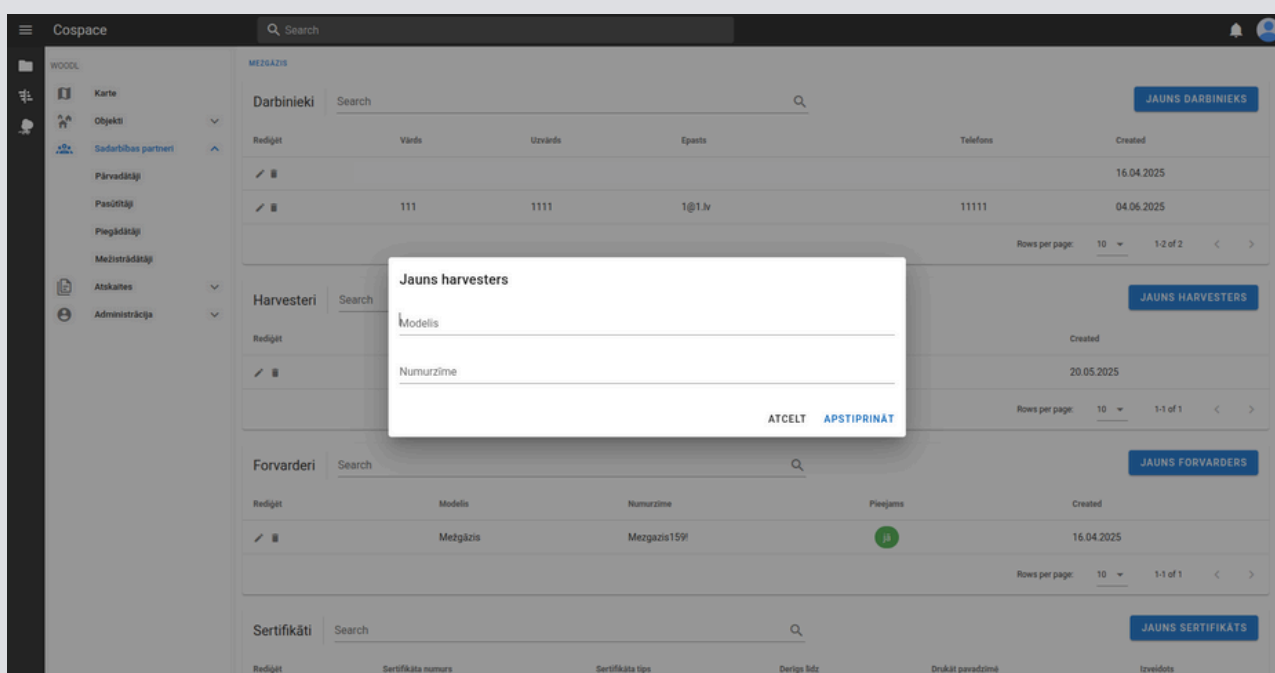 Cospace
Search
WOODL
Karte
Objekti
Sadarbības partneri
Pārvadātāji
Pasūtītāji
Piegādātāji
Mežistrādātāji
Atskaites
Administrācija
MEZGAZIS
Darbinieki Search JAUNS DARBINIEKS
Rediģēt Vārds Uzvārds Epasts Telefons Created
16.04.2025
111 1111 1@1.lv 11111 04.06.2025
Rows per page: 10 1-2 of 2
Harvesteri Search JAUNS HARVESTERS
Rediģēt Created
20.05.2025
Rows per page: 10 1-1 of 1
Jauns harvesters
Modelis
Numurzīme
ATCELT APSTIPRINĀT
Forvarderi Search JAUNS FORVARDERS
Rediģēt Modelis Numurzīme Pieejams Created
Mežgāzis Mezgazis159! jā 16.04.2025
Rows per page: 10 1-1 of 1
Sertifikāti Search JAUNS SERTIFIKĀTS
Rediģēt Sertifikāta numurs Sertifikāta tips Derīgs līdz Drukāt pavadzīmē Izveidots